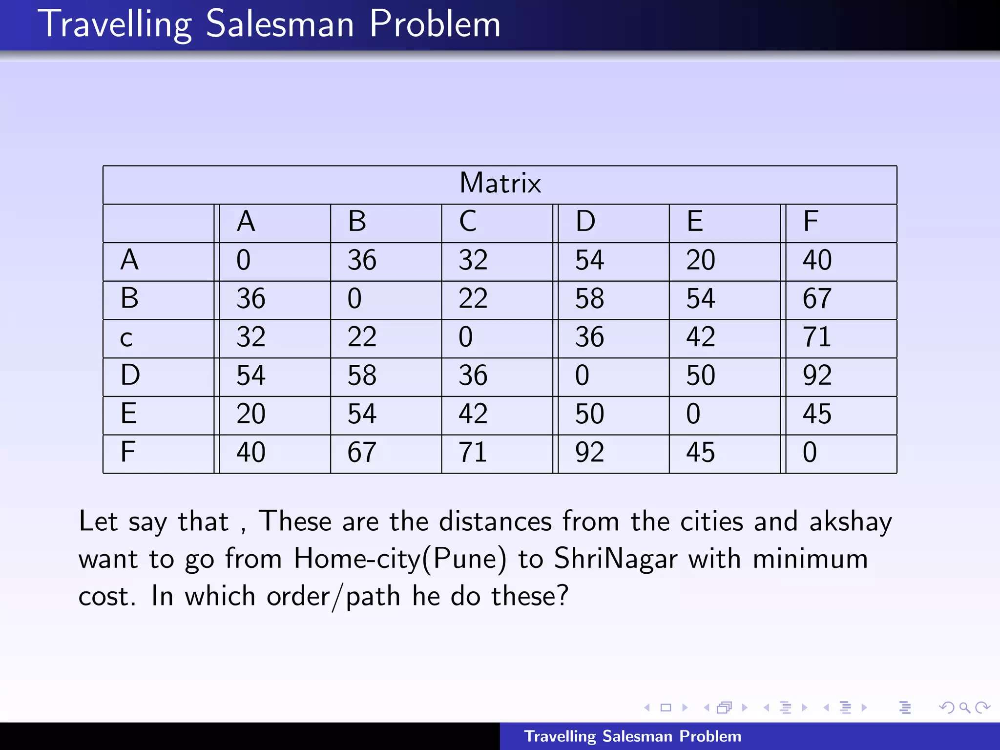 Travelling Salesman Problem
Matrix
A B C D E F
A 0 36 32 54 20 40
B 36 0 22 58 54 67
c 32 22 0 36 42 71
D 54 58 36 0 50 92
E 20 54 42 50 0 45
F 40 67 71 92 45 0
Let say that , These are the distances from the cities and akshay
want to go from Home-city(Pune) to ShriNagar with minimum
cost. In which order/path he do these?
Travelling Salesman Problem